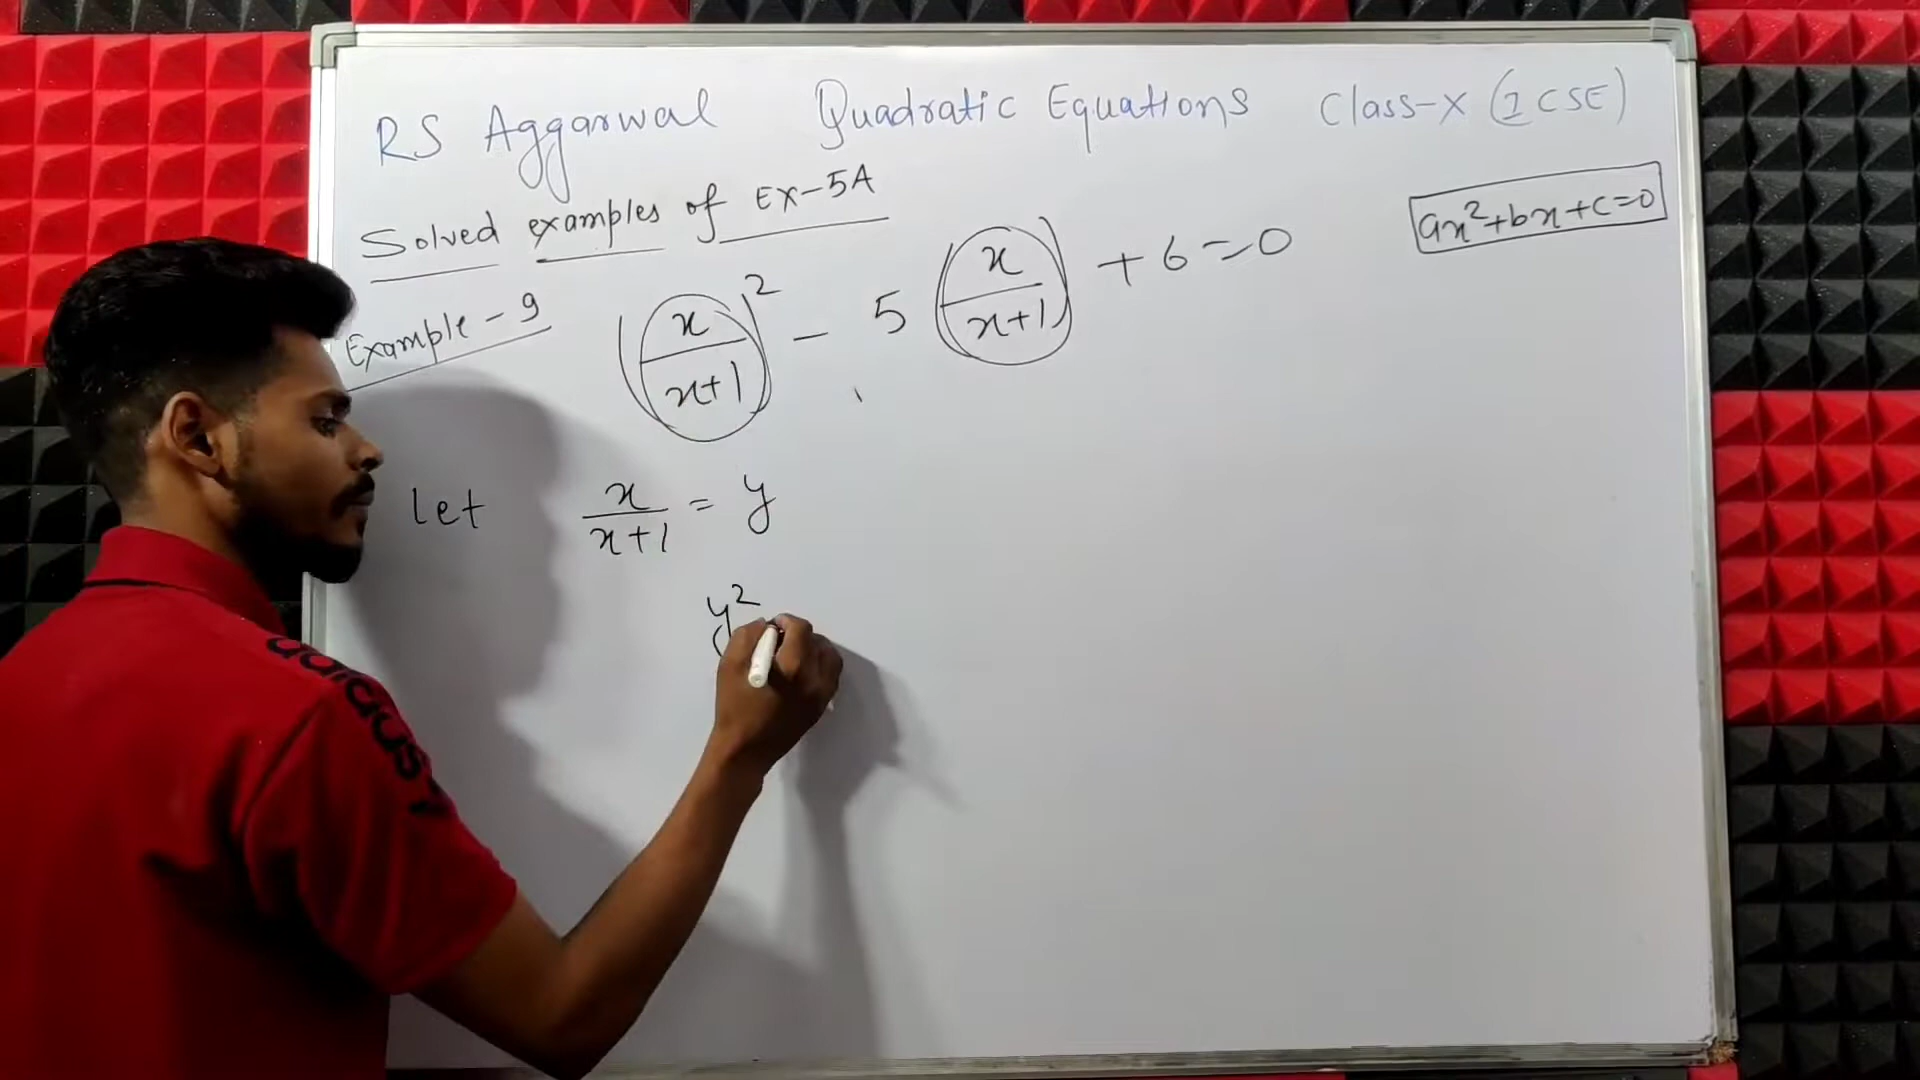 RS Aggarwal Quadratic Equations Class-X (ICSE)
Solved examples of Ex-5A
ax²+bx+c=0
Example-9 (x/x+1)² - 5 (x/x+1) + 6 = 0
let x/x+1 = y
y²
adidas